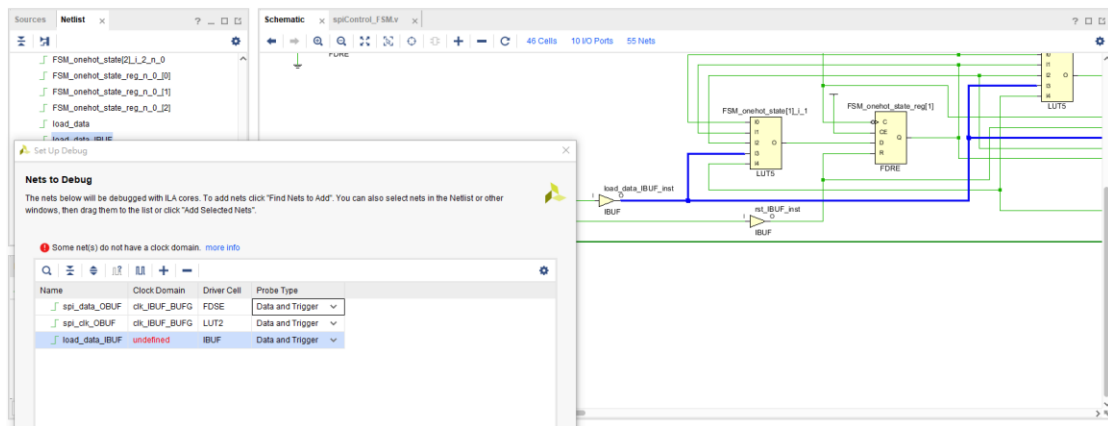 Sources Netlist × ? _
Schematic × spiControl_FSM.v × ?
46 Cells 10 I/O Ports 55 Nets
FSM_onehot_state[2]_i_2_n_0
FSM_onehot_state_reg_n_0_[0]
FSM_onehot_state_reg_n_0_[1]
FSM_onehot_state_reg_n_0_[2]
load_data
load_data_IBUF
FDRE
I0
I1
I2
I3
I4
LUT5
FSM_onehot_state[1]_i_1
I0
I1
I2
I3
I4
O
LUT5
FSM_onehot_state_reg[1]
C
CE
D
R
Q
FDRE
load_data_IBUF_inst
I O
IBUF
rst_IBUF_inst
I O
IBUF
Set Up Debug ×
Nets to Debug
The nets below will be debugged with ILA cores. To add nets click "Find Nets to Add". You can also select nets in the Netlist or other
windows, then drag them to the list or click "Add Selected Nets".
Some net(s) do not have a clock domain. more info
Name Clock Domain Driver Cell Probe Type
spi_data_OBUF clk_IBUF_BUFG FDSE Data and Trigger
spi_clk_OBUF clk_IBUF_BUFG LUT2 Data and Trigger
load_data_IBUF undefined IBUF Data and Trigger